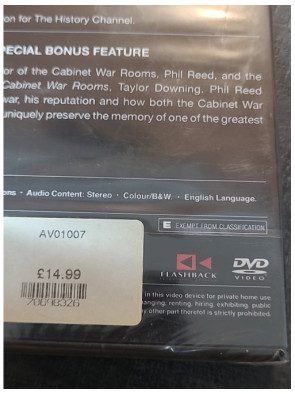 on for The History Channel.
PECIAL BONUS FEATURE
or of the Cabinet War Rooms, Phil Reed, and the
Cabinet War Rooms, Taylor Downing. Phil Reed
war, his reputation and how both the Cabinet War
uniquely preserve the memory of one of the greatest
ons • Audio Content: Stereo • Colour/B&W. • English Language.
E EXEMPT FROM CLASSIFICATION
AV01007
£14.99
FLASHBACK
DVD
VIDEO
in this video device for private home use
hanging, renting, hiring, exhibiting, public
ny other part thereof is strictly prohibited.